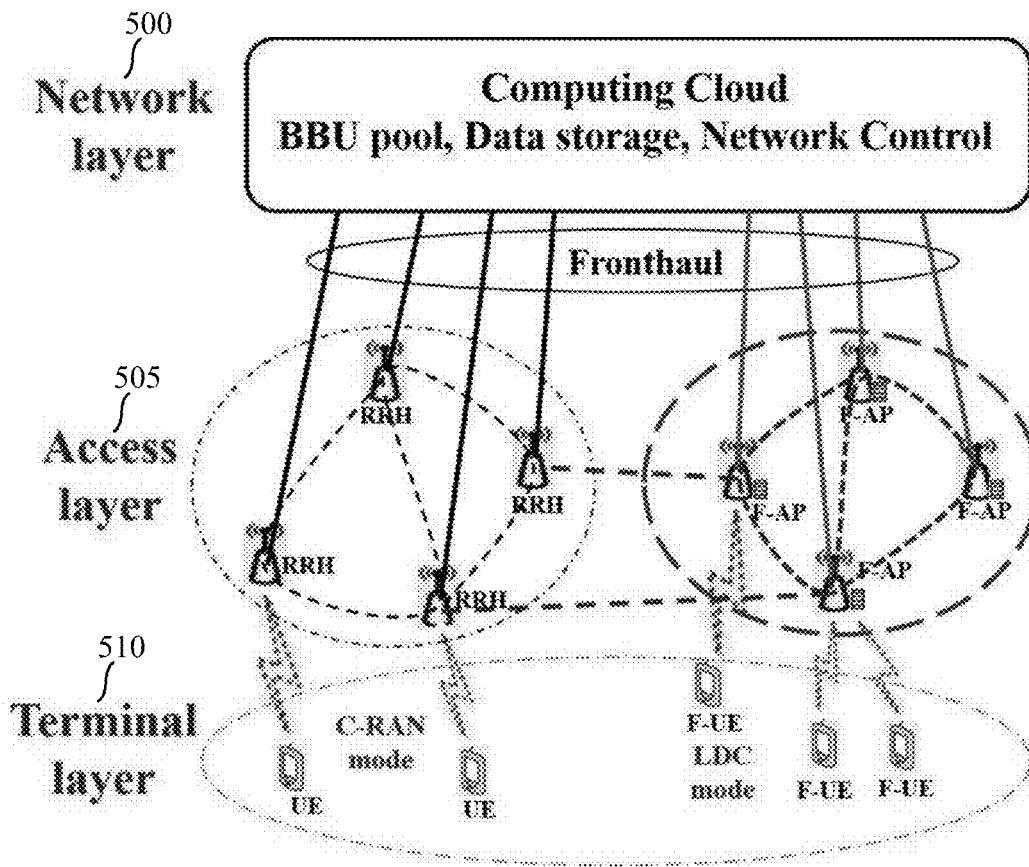 500
Network
layer
Computing Cloud
BBU pool, Data storage, Network Control
Fronthaul
505
Access
layer
RRH
F-AP
RRH
F-AP
F-AP
RRH
F-AP
RRH
510
Terminal
layer
C-RAN
mode
F-UE
LDC
mode
UE
UE
F-UE
F-UE